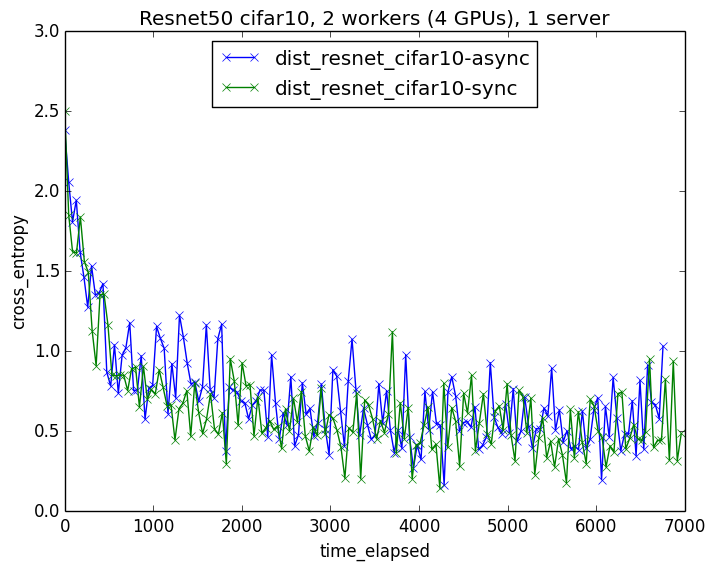 Resnet50 cifar10, 2 workers (4 GPUs), 1 server
3.0
dist_resnet_cifar10-async
dist_resnet_cifar10-sync
2.5
2.0
1.5
1.0
0.5
0.0
cross_entropy
0 1000 2000 3000 4000 5000 6000 7000
time_elapsed